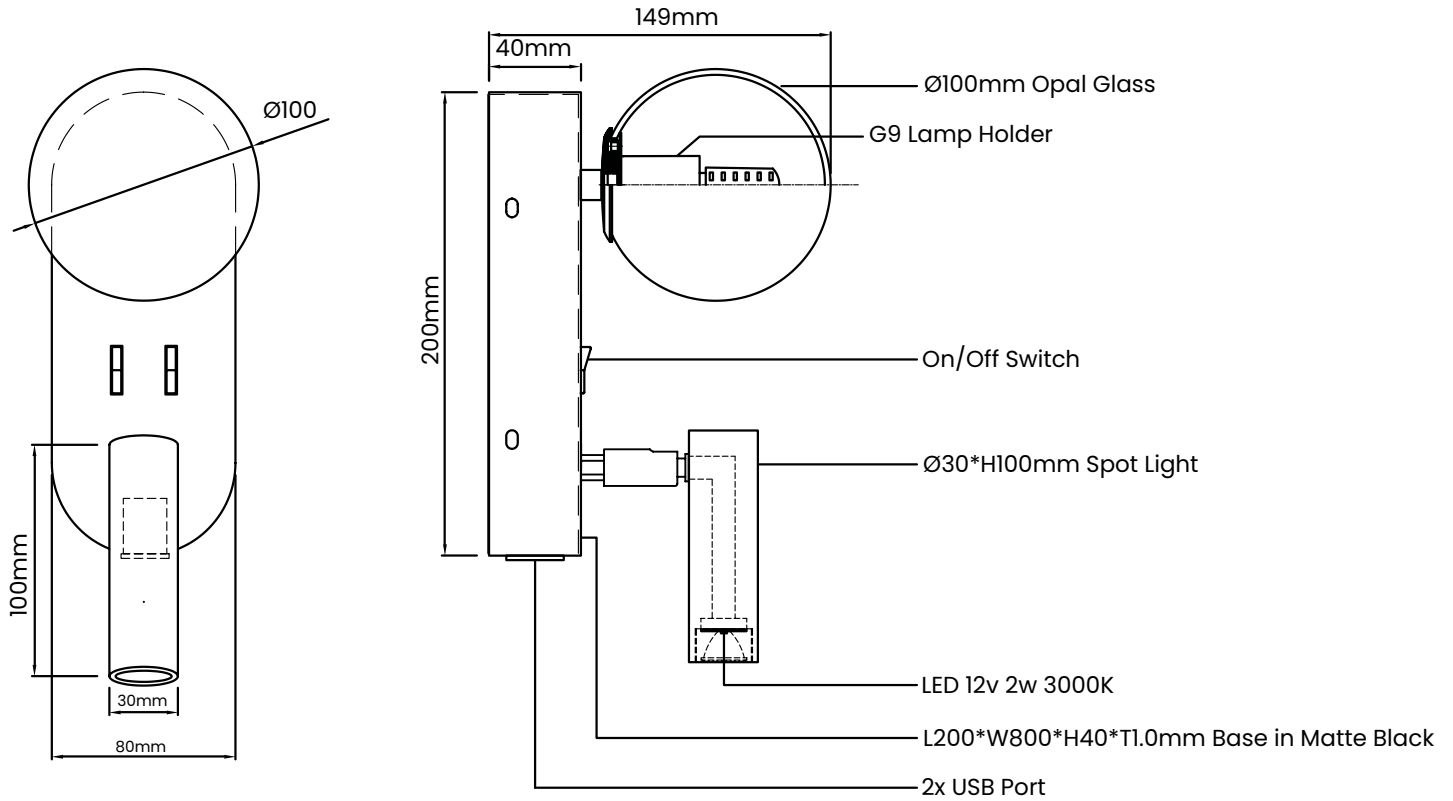 149mm
40mm
Ø100mm Opal Glass
Ø100
G9 Lamp Holder
200mm
On/Off Switch
Ø30*H100mm Spot Light
100mm
LED 12v 2w 3000K
30mm
L200*W800*H40*T1.0mm Base in Matte Black
80mm
2x USB Port